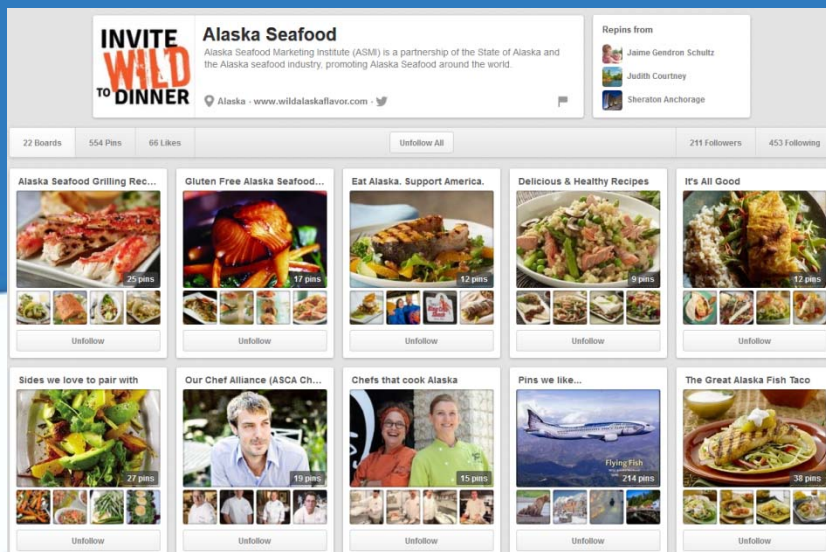 INVITE
WILD
TO DINNER
Alaska Seafood
Alaska Seafood Marketing Institute (ASMI) is a partnership of the State of Alaska and
the Alaska seafood industry, promoting Alaska Seafood around the world.
Alaska · www.wildalaskaflavor.com ·
Repins from
Jaime Gendron Schultz
Judith Courtney
Sheraton Anchorage
22 Boards 554 Pins 66 Likes Unfollow All 211 Followers 453 Following
Alaska Seafood Grilling Rec...
25 pins
Unfollow
Gluten Free Alaska Seafood...
17 pins
Unfollow
Eat Alaska. Support America.
12 pins
Unfollow
Delicious & Healthy Recipes
9 pins
Unfollow
It's All Good
12 pins
Unfollow
Sides we love to pair with
27 pins
Unfollow
Our Chef Alliance (ASCA Ch...
19 pins
Unfollow
Chefs that cook Alaska
15 pins
Unfollow
Pins we like...
Flying Fish
214 pins
Unfollow
The Great Alaska Fish Taco
38 pins
Unfollow